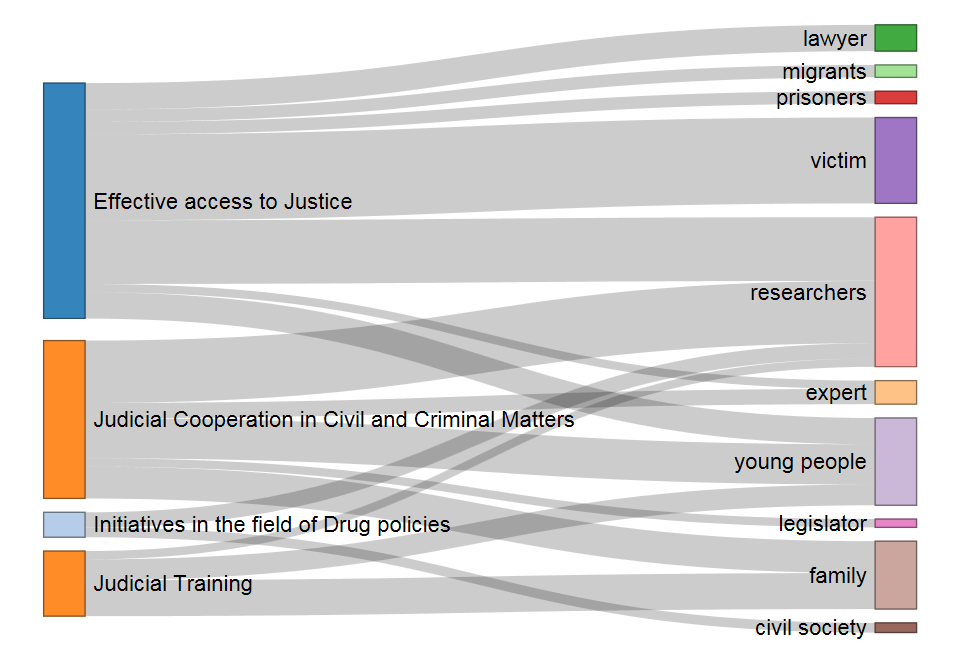 lawyer
migrants
prisoners
victim
Effective access to Justice
researchers
expert
Judicial Cooperation in Civil and Criminal Matters
young people
legislator
Initiatives in the field of Drug policies
family
Judicial Training
civil society